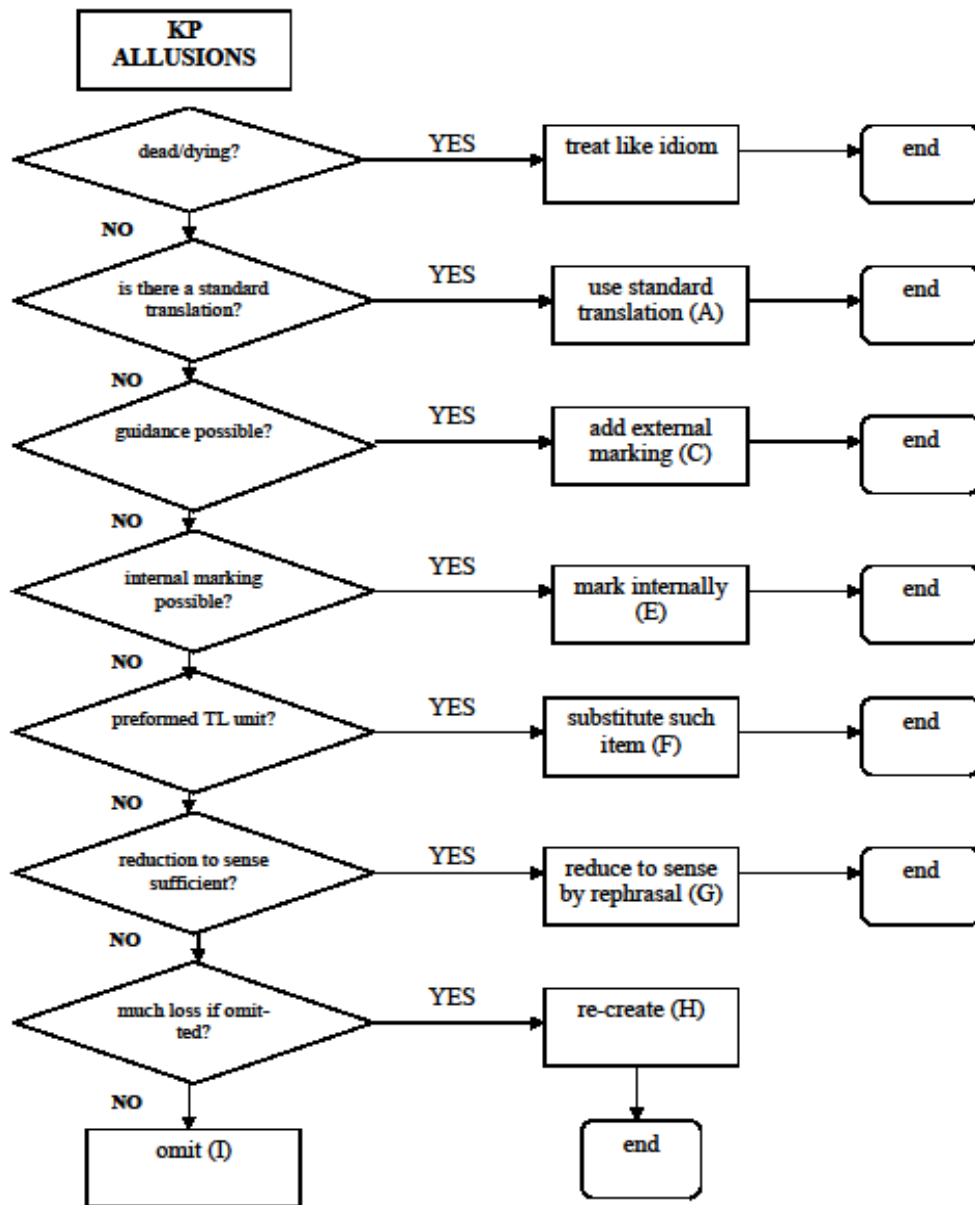 KP
ALLUSIONS
dead/dying?
YES
treat like idiom
end
NO
is there a standard
translation?
YES
use standard
translation (A)
end
NO
guidance possible?
YES
add external
marking (C)
end
NO
internal marking
possible?
YES
mark internally
(E)
end
NO
preformed TL unit?
YES
substitute such
item (F)
end
NO
reduction to sense
sufficient?
YES
reduce to sense
by rephrasal (G)
end
NO
much loss if omit-
ted?
YES
re-create (H)
NO
omit (I)
end